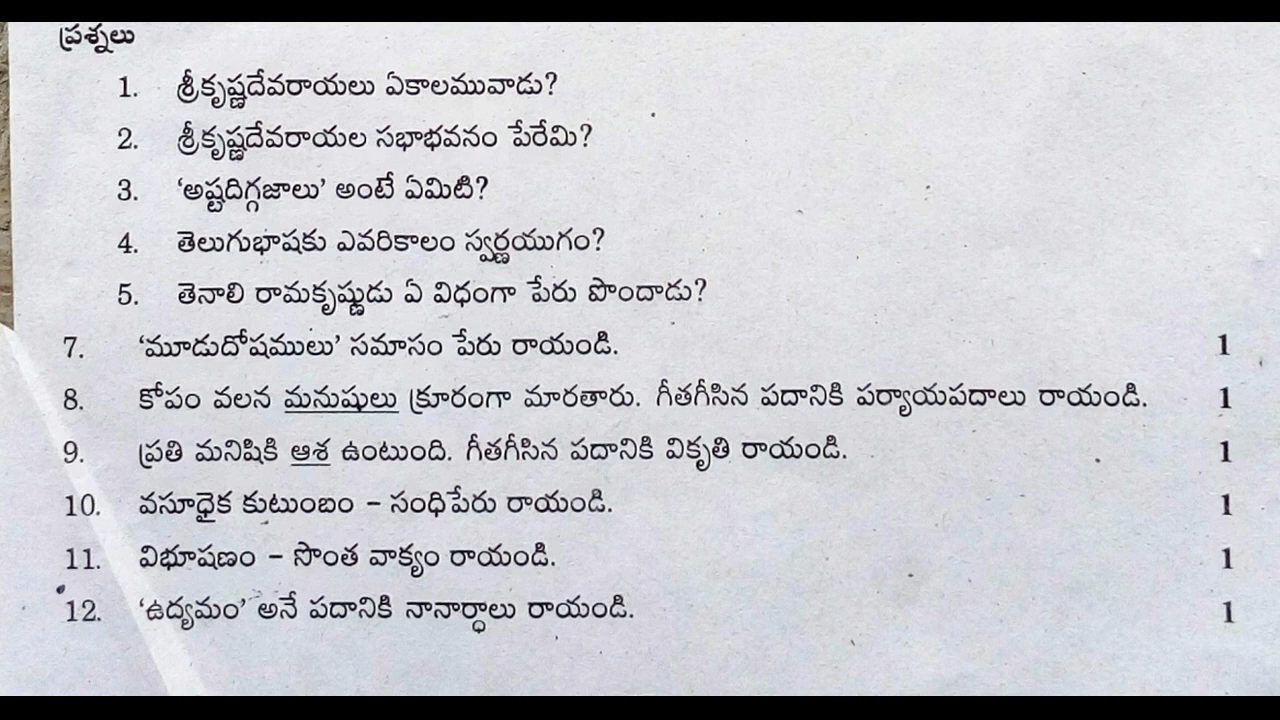 ప్రశ్నలు
1. శ్రీకృష్ణదేవరాయలు ఏకాలమువాడు?
2. శ్రీకృష్ణదేవరాయల సభాభవనం పేరేమి?
3. ‘అష్టదిగ్గజాలు’ అంటే ఏమిటి?
4. తెలుగుభాషకు ఎవరికాలం స్వర్ణయుగం?
5. తెనాలి రామకృష్ణుడు ఏ విధంగా పేరు పొందాడు?
7. ‘మూడుదోషములు’ సమాసం పేరు రాయండి. 1
8. కోపం వలన మనుషులు క్రూరంగా మారతారు. గీతగీసిన పదానికి పర్యాయపదాలు రాయండి. 1
9. ప్రతి మనిషికి ఆశ ఉంటుంది. గీతగీసిన పదానికి వికృతి రాయండి. 1
10. వసూధైక కుటుంబం – సంధిపేరు రాయండి. 1
11. విభూషణం – సొంత వాక్యం రాయండి. 1
12. ‘ఉద్యమం’ అనే పదానికి నానార్ధాలు రాయండి. 1